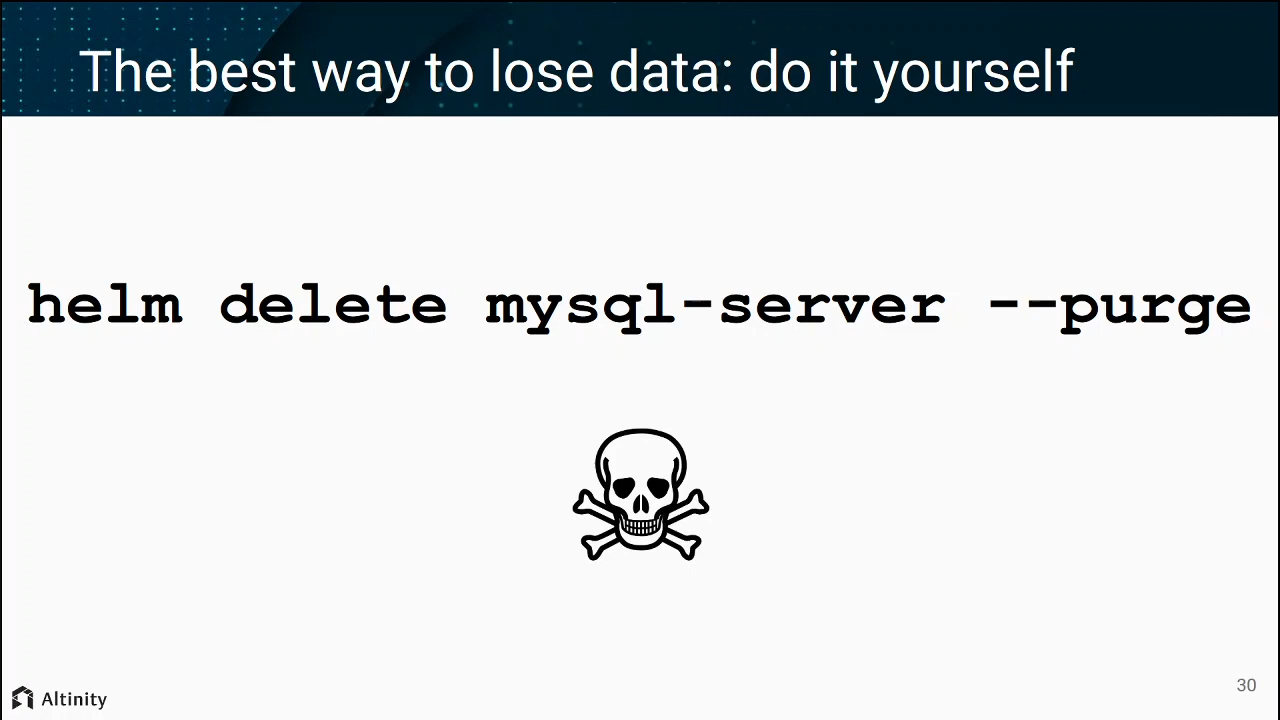 The best way to lose data: do it yourself
helm delete mysql-server --purge
Altinity
30